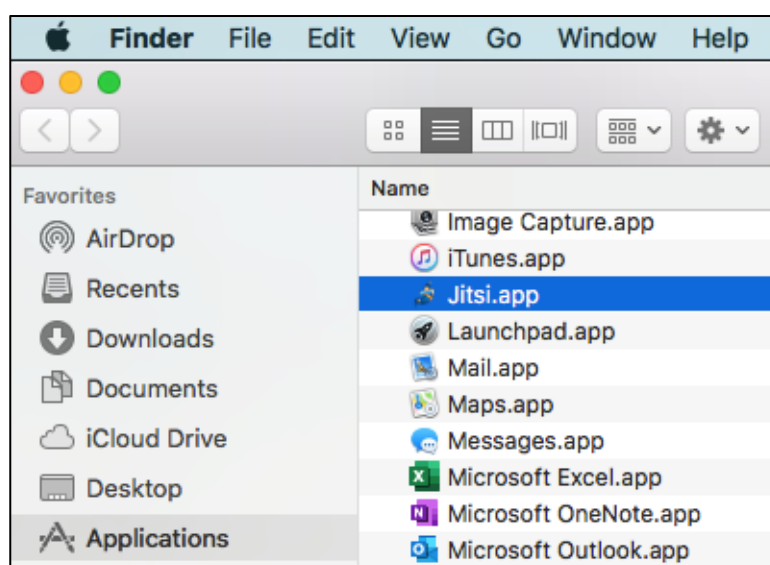 Finder File Edit View Go Window Help
Favorites
AirDrop
Recents
Downloads
Documents
iCloud Drive
Desktop
Applications
Name
Image Capture.app
iTunes.app
Jitsi.app
Launchpad.app
Mail.app
Maps.app
Messages.app
Microsoft Excel.app
Microsoft OneNote.app
Microsoft Outlook.app